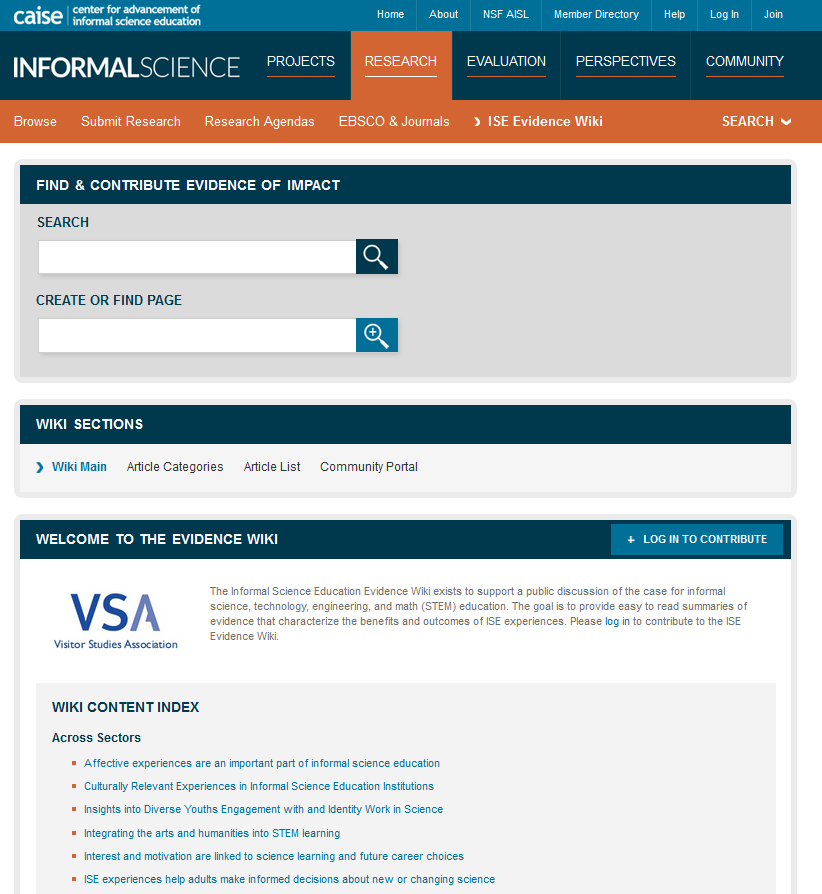 caise center for advancement of
informal science education
Home About NSF AISL Member Directory Help Log In Join
INFORMALSCIENCE PROJECTS RESEARCH EVALUATION PERSPECTIVES COMMUNITY
Browse Submit Research Research Agendas EBSCO & Journals ISE Evidence Wiki SEARCH
FIND & CONTRIBUTE EVIDENCE OF IMPACT
SEARCH
CREATE OR FIND PAGE
WIKI SECTIONS
Wiki Main Article Categories Article List Community Portal
WELCOME TO THE EVIDENCE WIKI + LOG IN TO CONTRIBUTE
VSA
Visitor Studies Association
The Informal Science Education Evidence Wiki exists to support a public discussion of the case for informal
science, technology, engineering, and math (STEM) education. The goal is to provide easy to read summaries of
evidence that characterize the benefits and outcomes of ISE experiences. Please log in to contribute to the ISE
Evidence Wiki.
WIKI CONTENT INDEX
Across Sectors
Affective experiences are an important part of informal science education
Culturally Relevant Experiences in Informal Science Education Institutions
Insights into Diverse Youths Engagement with and Identity Work in Science
Integrating the arts and humanities into STEM learning
Interest and motivation are linked to science learning and future career choices
ISE experiences help adults make informed decisions about new or changing science